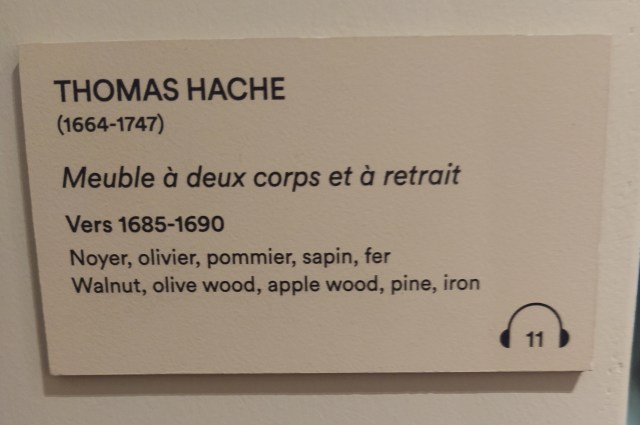 THOMAS HACHE
(1664-1747)
Meuble à deux corps et à retrait
Vers 1685-1690
Noyer, olivier, pommier, sapin, fer
Walnut, olive wood, apple wood, pine, iron
11